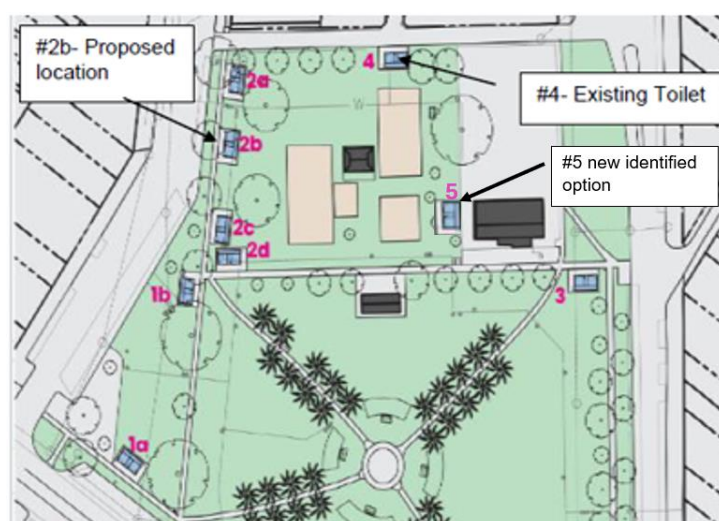 #2b- Proposed
location
4
#4- Existing Toilet
2a
2b
#5 new identified
option
5
2c
2d
1b
3
1a
W